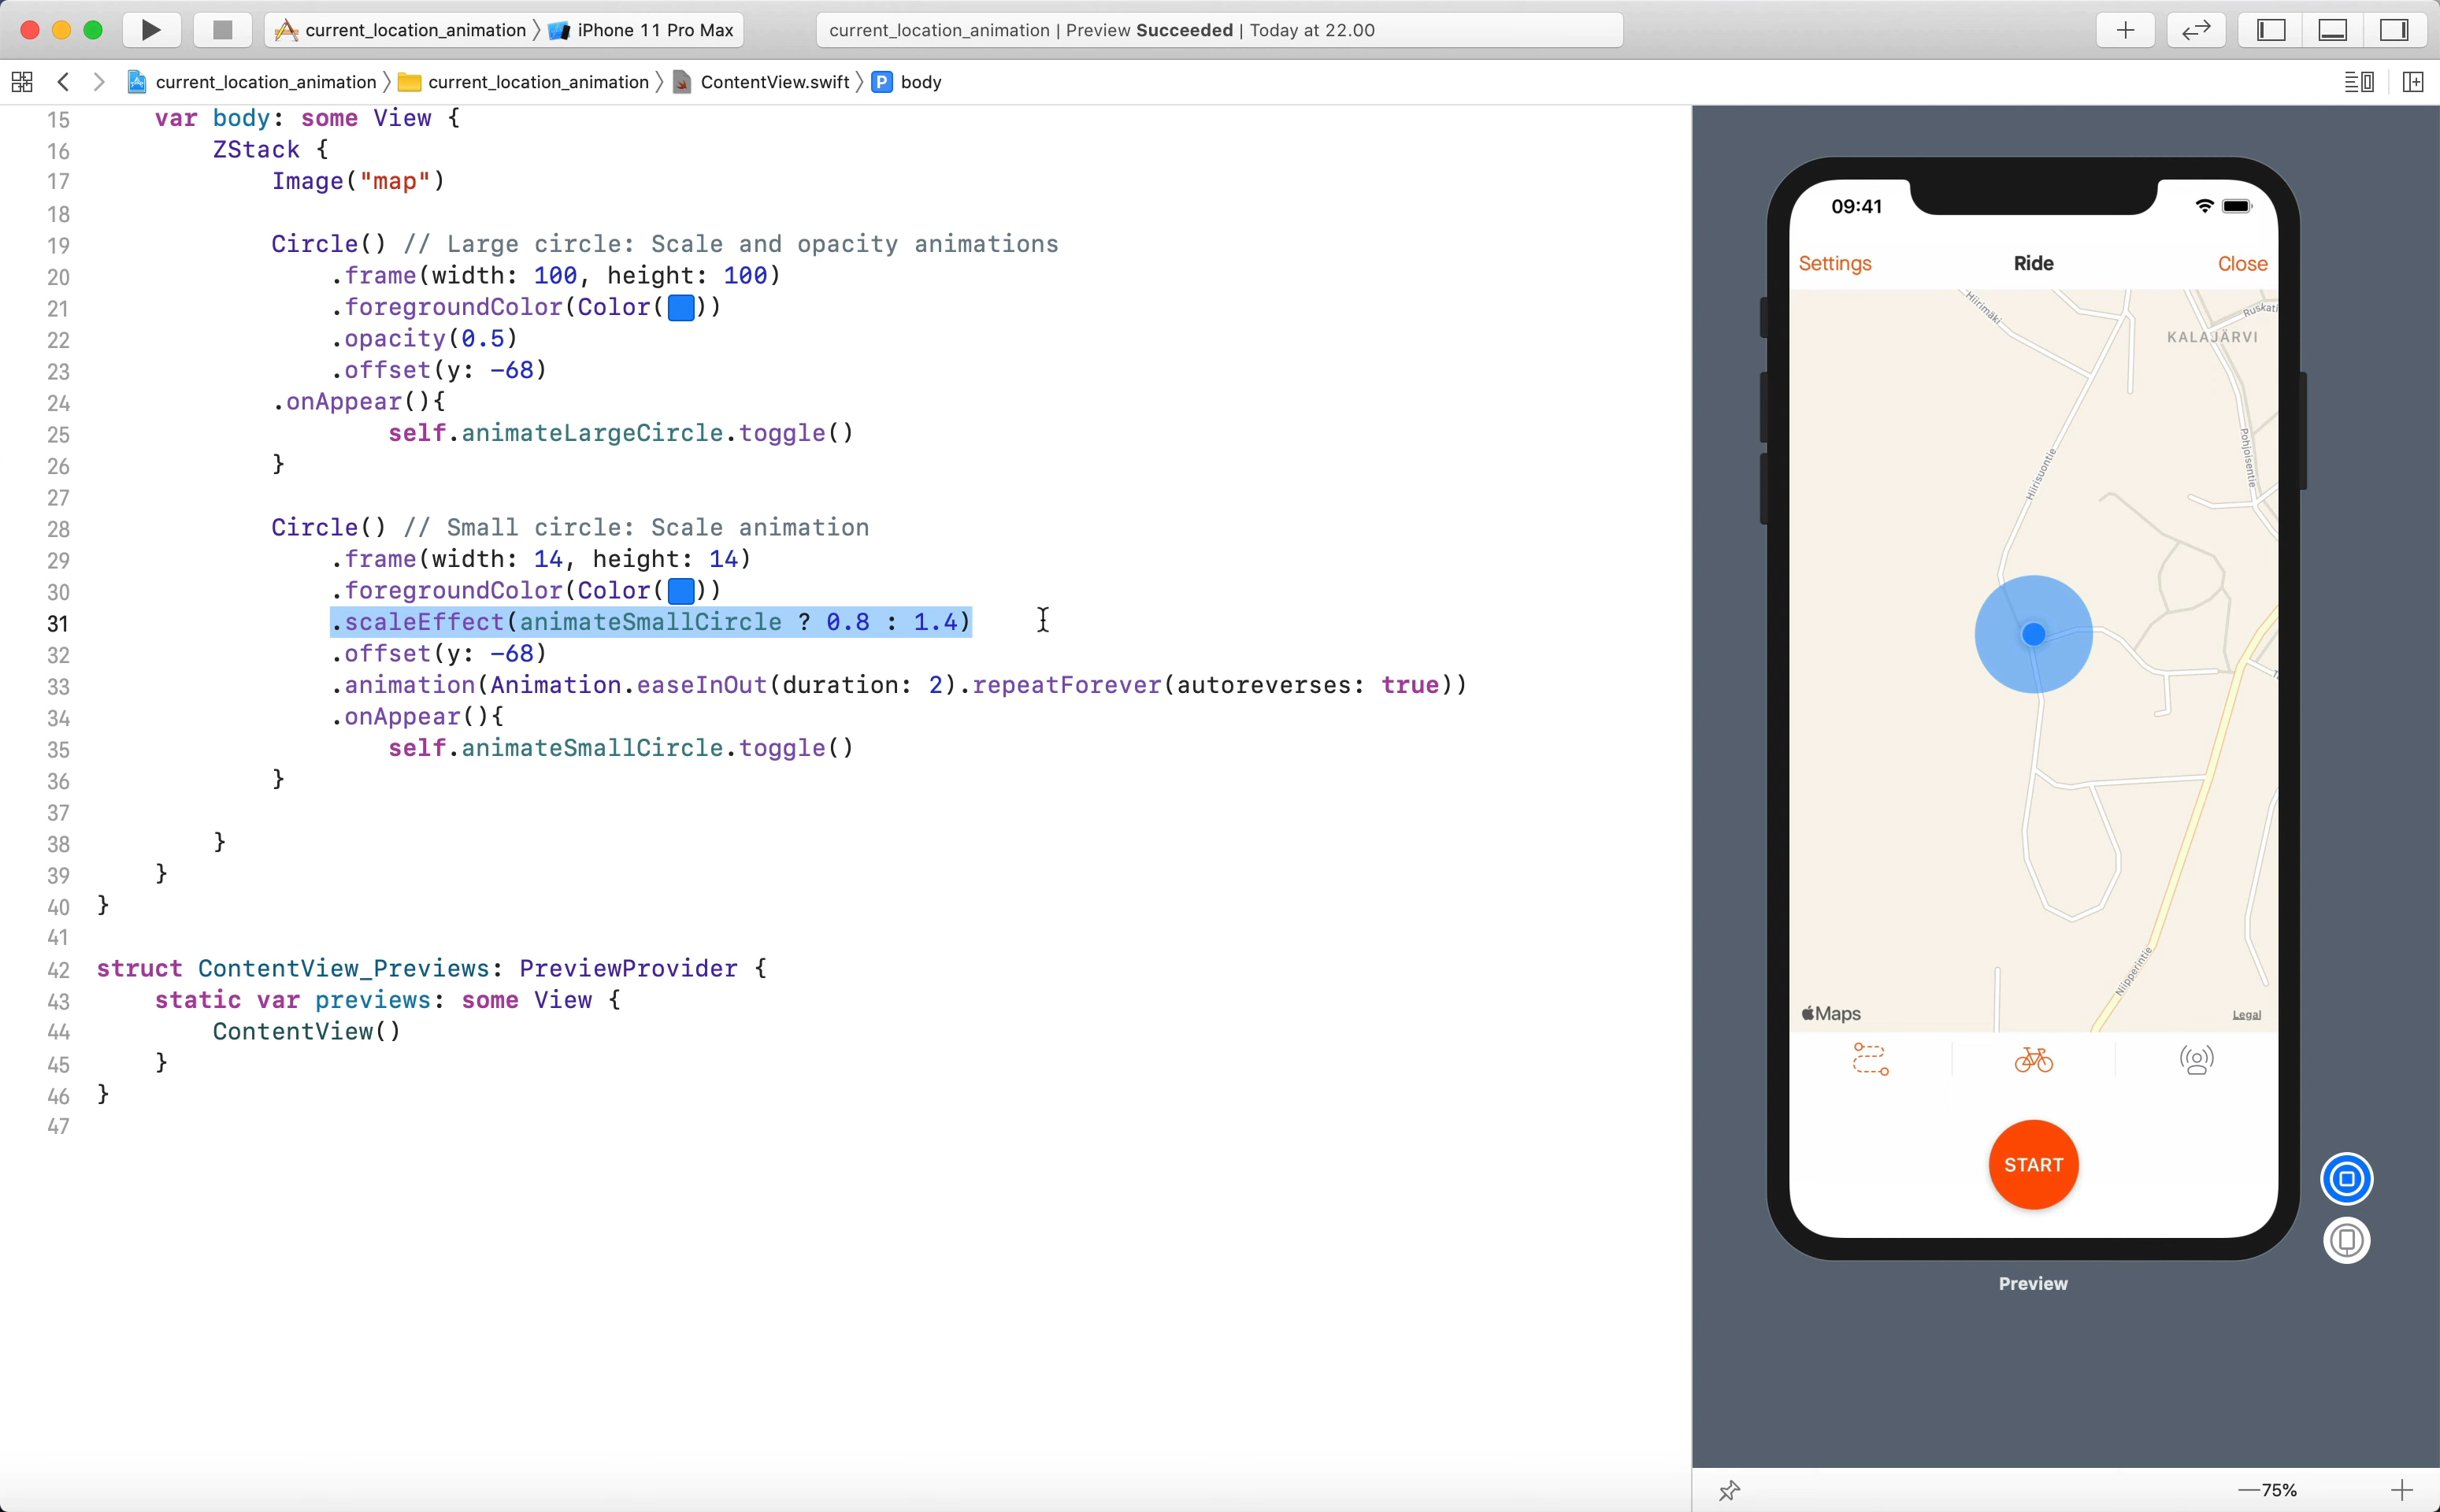 current_location_animation 〉 iPhone 11 Pro Max
current_location_animation | Preview Succeeded | Today at 22.00
current_location_animation 〉 current_location_animation 〉 ContentView.swift 〉 P body
15 var body: some View {
16 ZStack {
17 Image("map")
18
19 Circle() // Large circle: Scale and opacity animations
20 .frame(width: 100, height: 100)
21 .foregroundColor(Color( ))
22 .opacity(0.5)
23 .offset(y: -68)
24 .onAppear(){
25 self.animateLargeCircle.toggle()
26 }
27
28 Circle() // Small circle: Scale animation
29 .frame(width: 14, height: 14)
30 .foregroundColor(Color( ))
31 .scaleEffect(animateSmallCircle ? 0.8 : 1.4)
32 .offset(y: -68)
33 .animation(Animation.easeInOut(duration: 2).repeatForever(autoreverses: true))
34 .onAppear(){
35 self.animateSmallCircle.toggle()
36 }
37
38 }
39 }
40 }
41
42 struct ContentView_Previews: PreviewProvider {
43 static var previews: some View {
44 ContentView()
45 }
46 }
47
09:41
Settings Ride Close
Hiirimäki
Ruskati
KALAJÄRVI
Pohjoisentie
Hiirisuontie
Niipperintie
Maps
Legal
START
Preview
75%